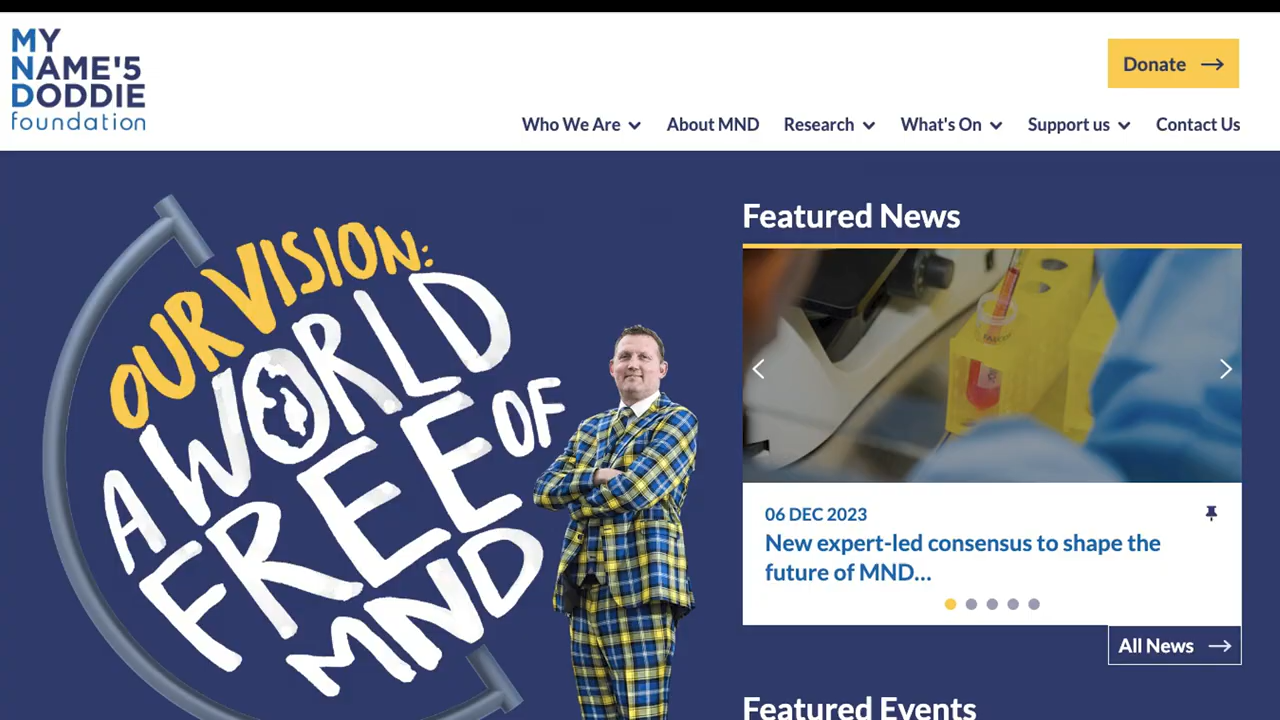 MY
NAME'5
DODDIE
foundation
Donate
Who We Are
About MND
Research
What's On
Support us
Contact Us
OUR VISION:
A WORLD
FREE OF
MND
Featured News
06 DEC 2023
New expert-led consensus to shape the
future of MND...
All News
Featured Events